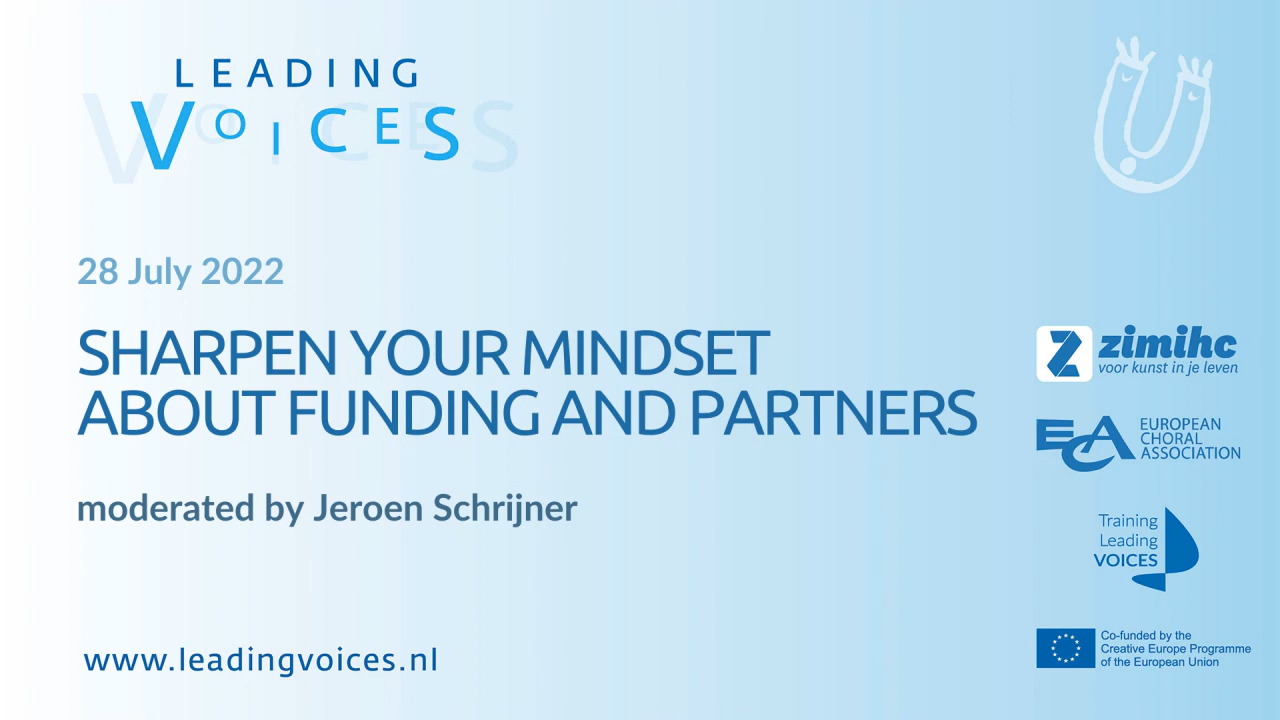 LEADING
VOICES
28 July 2022
SHARPEN YOUR MINDSET
ABOUT FUNDING AND PARTNERS
moderated by Jeroen Schrijner
www.leadingvoices.nl
zimihc
voor kunst in je leven
ECA
EUROPEAN
CHORAL
ASSOCIATION
Training
Leading
VOICES
Co-funded by the
Creative Europe Programme
of the European Union